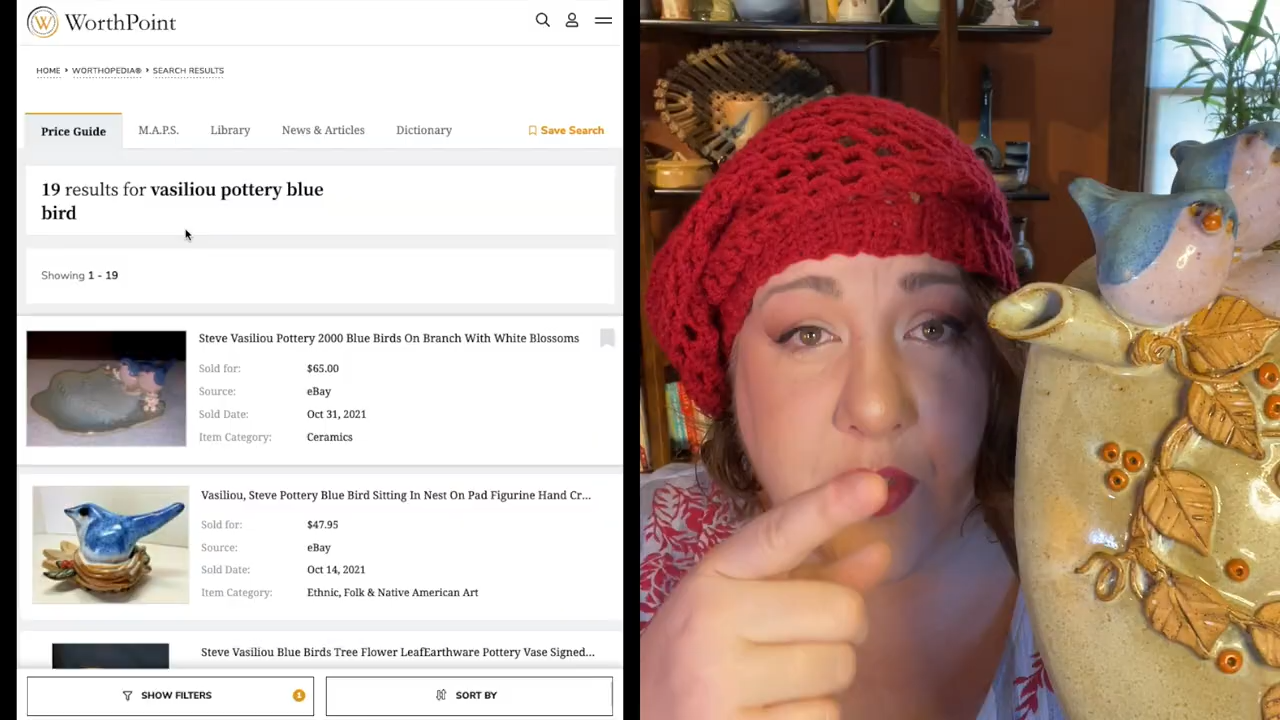 W WorthPoint
HOME › WORTHOPEDIA® › SEARCH RESULTS
Price Guide M.A.P.S. Library News & Articles Dictionary Save Search
19 results for vasiliou pottery blue
bird
Showing 1 - 19
Steve Vasiliou Pottery 2000 Blue Birds On Branch With White Blossoms
Sold for: $65.00
Source: eBay
Sold Date: Oct 31, 2021
Item Category: Ceramics
Vasiliou, Steve Pottery Blue Bird Sitting In Nest On Pad Figurine Hand Cr...
Sold for: $47.95
Source: eBay
Sold Date: Oct 14, 2021
Item Category: Ethnic, Folk & Native American Art
Steve Vasiliou Blue Birds Tree Flower LeafEarthware Pottery Vase Signed...
SHOW FILTERS 1 SORT BY